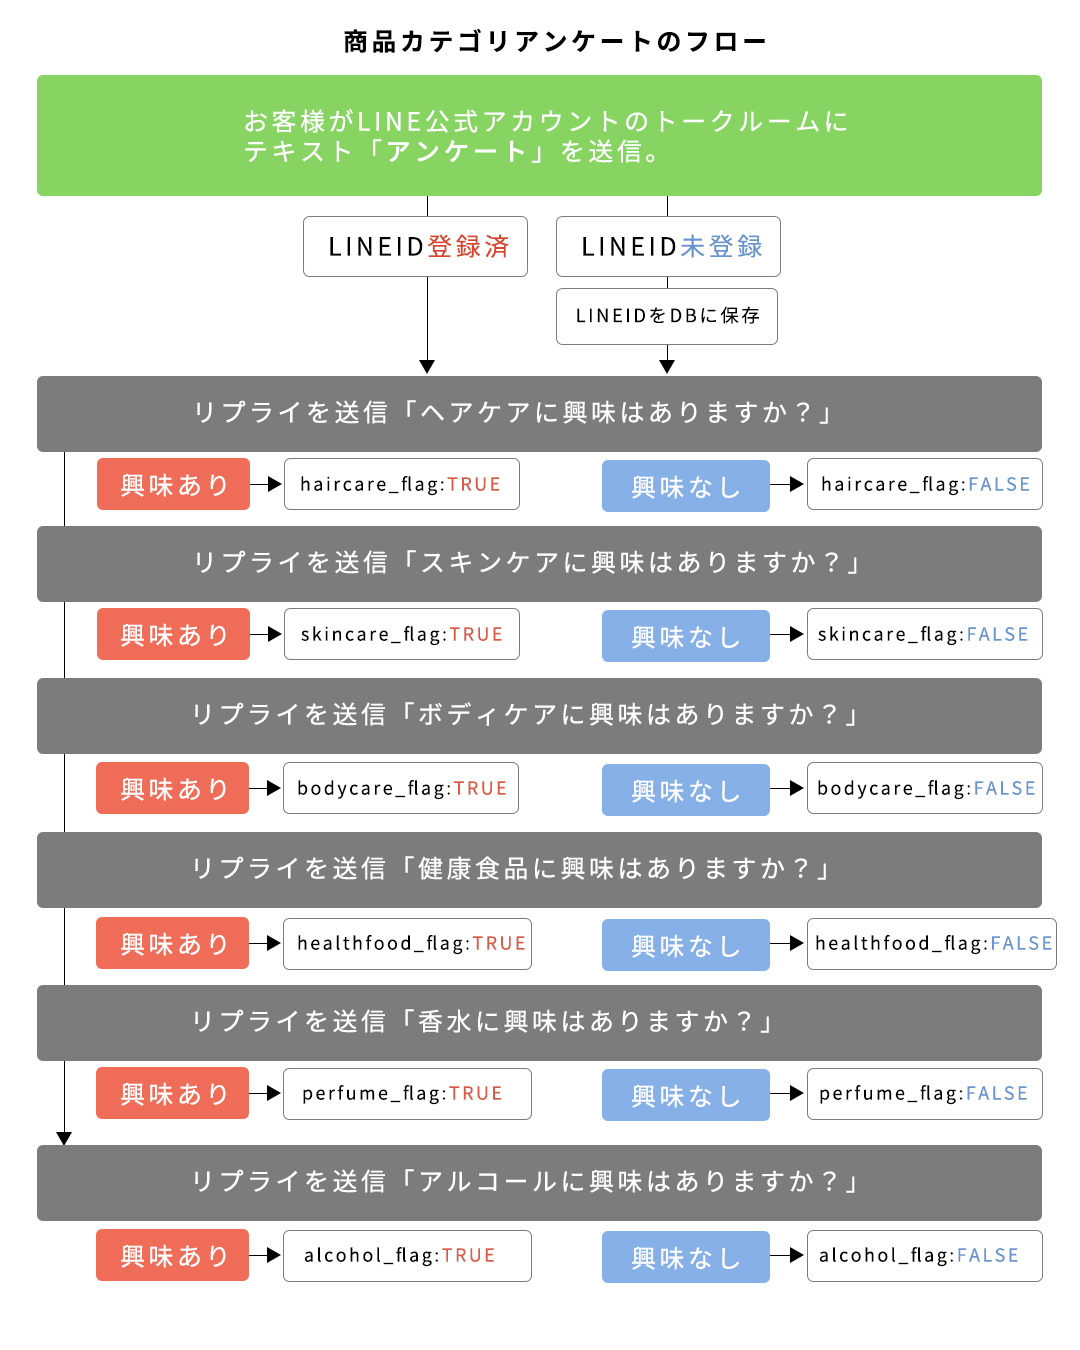 商品カテゴリアンケートのフロー
お客様がLINE公式アカウントのトークルームに
テキスト「アンケート」を送信。
LINEID登録済
LINEID未登録
LINEIDをDBに保存
リプライを送信「ヘアケアに興味はありますか？」
興味あり
haircare_flag:TRUE
興味なし
haircare_flag:FALSE
リプライを送信「スキンケアに興味はありますか？」
興味あり
skincare_flag:TRUE
興味なし
skincare_flag:FALSE
リプライを送信「ボディケアに興味はありますか？」
興味あり
bodycare_flag:TRUE
興味なし
bodycare_flag:FALSE
リプライを送信「健康食品に興味はありますか？」
興味あり
healthfood_flag:TRUE
興味なし
healthfood_flag:FALSE
リプライを送信「香水に興味はありますか？」
興味あり
perfume_flag:TRUE
興味なし
perfume_flag:FALSE
リプライを送信「アルコールに興味はありますか？」
興味あり
alcohol_flag:TRUE
興味なし
alcohol_flag:FALSE